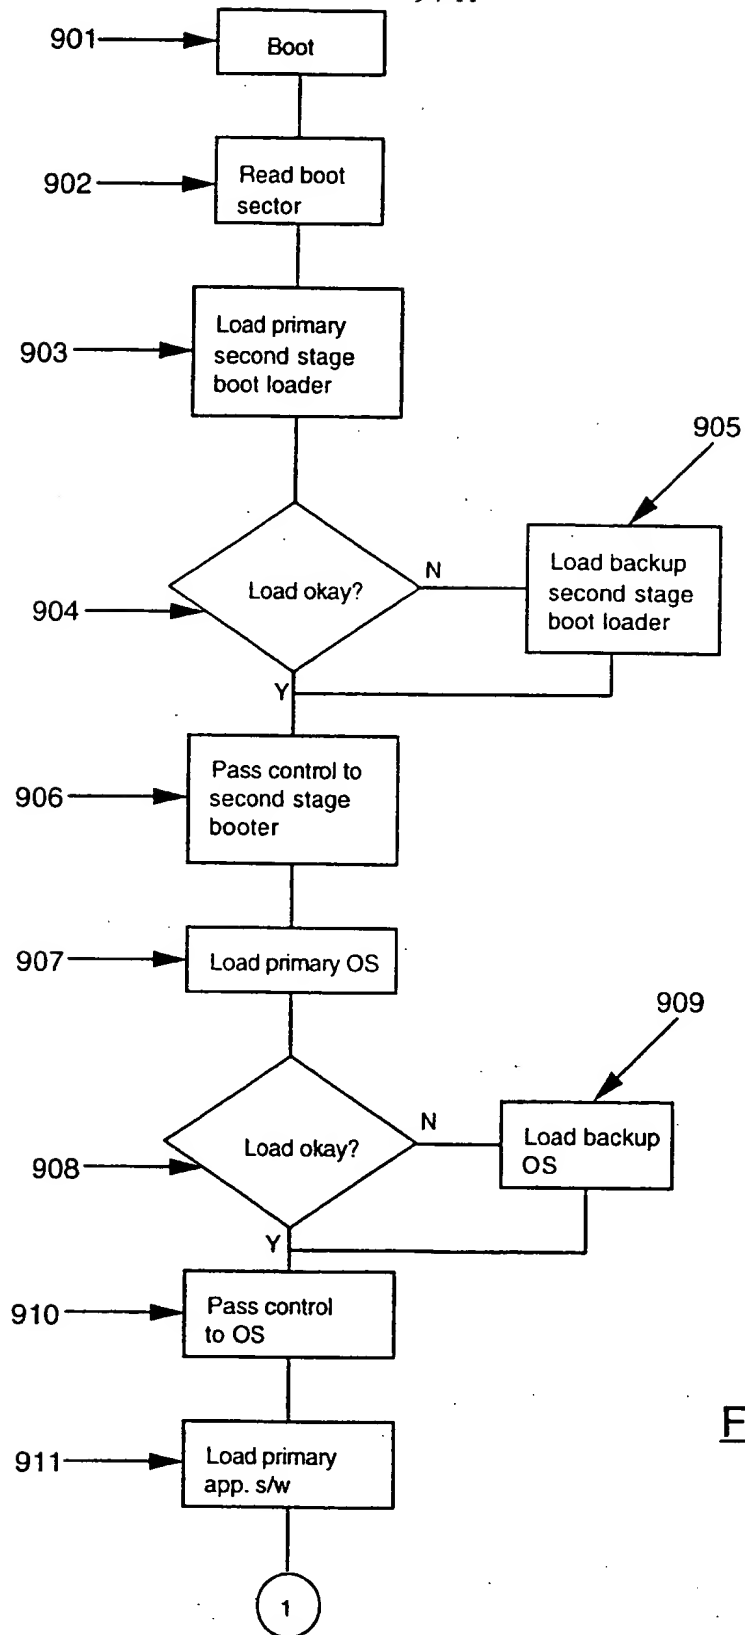 901
Boot
902
Read boot
sector
903
Load primary
second stage
boot loader
905
904
Load okay?
N
Load backup
second stage
boot loader
Y
906
Pass control to
second stage
booter
907
Load primary OS
909
908
Load okay?
N
Load backup
OS
Y
910
Pass control
to OS
911
Load primary
app. s/w
1
F